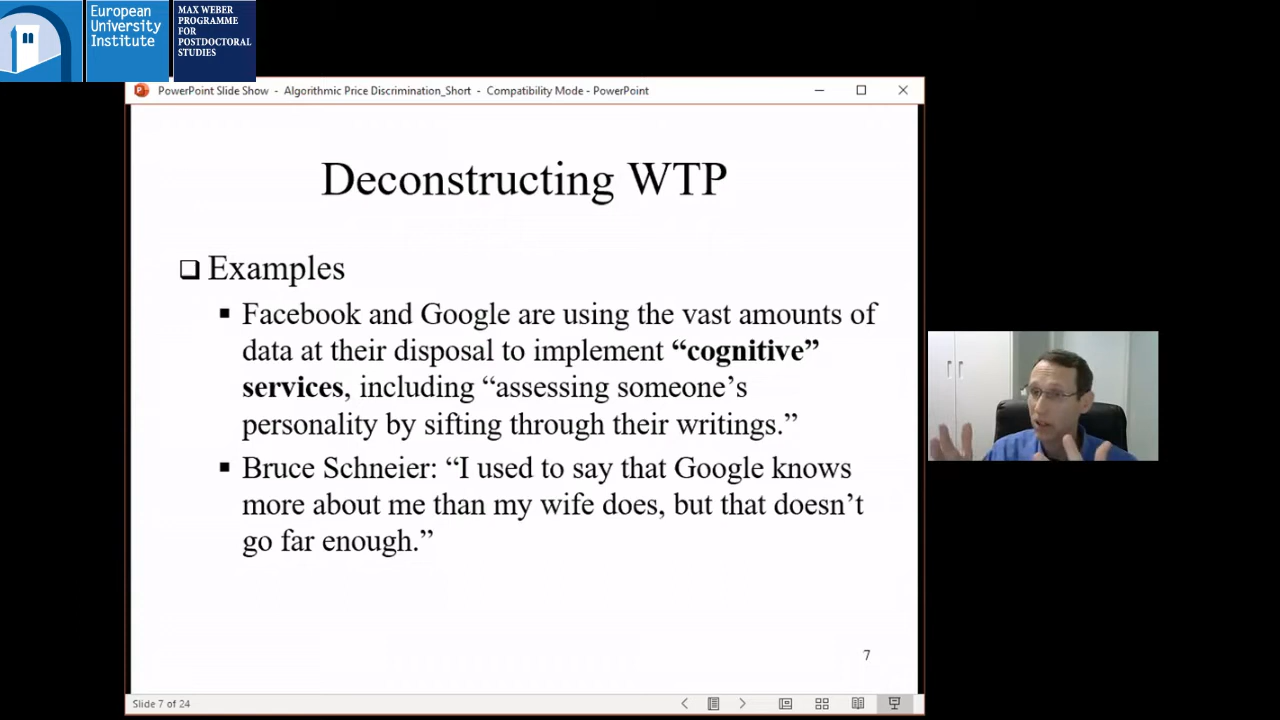 European
University
Institute
MAX WEBER
PROGRAMME
FOR
POSTDOCTORAL
STUDIES
PowerPoint Slide Show - Algorithmic Price Discrimination_Short - Compatibility Mode - PowerPoint
Deconstructing WTP
Examples
Facebook and Google are using the vast amounts of
data at their disposal to implement “cognitive”
services, including “assessing someone’s
personality by sifting through their writings.”
Bruce Schneier: “I used to say that Google knows
more about me than my wife does, but that doesn’t
go far enough.”
7
Slide 7 of 24